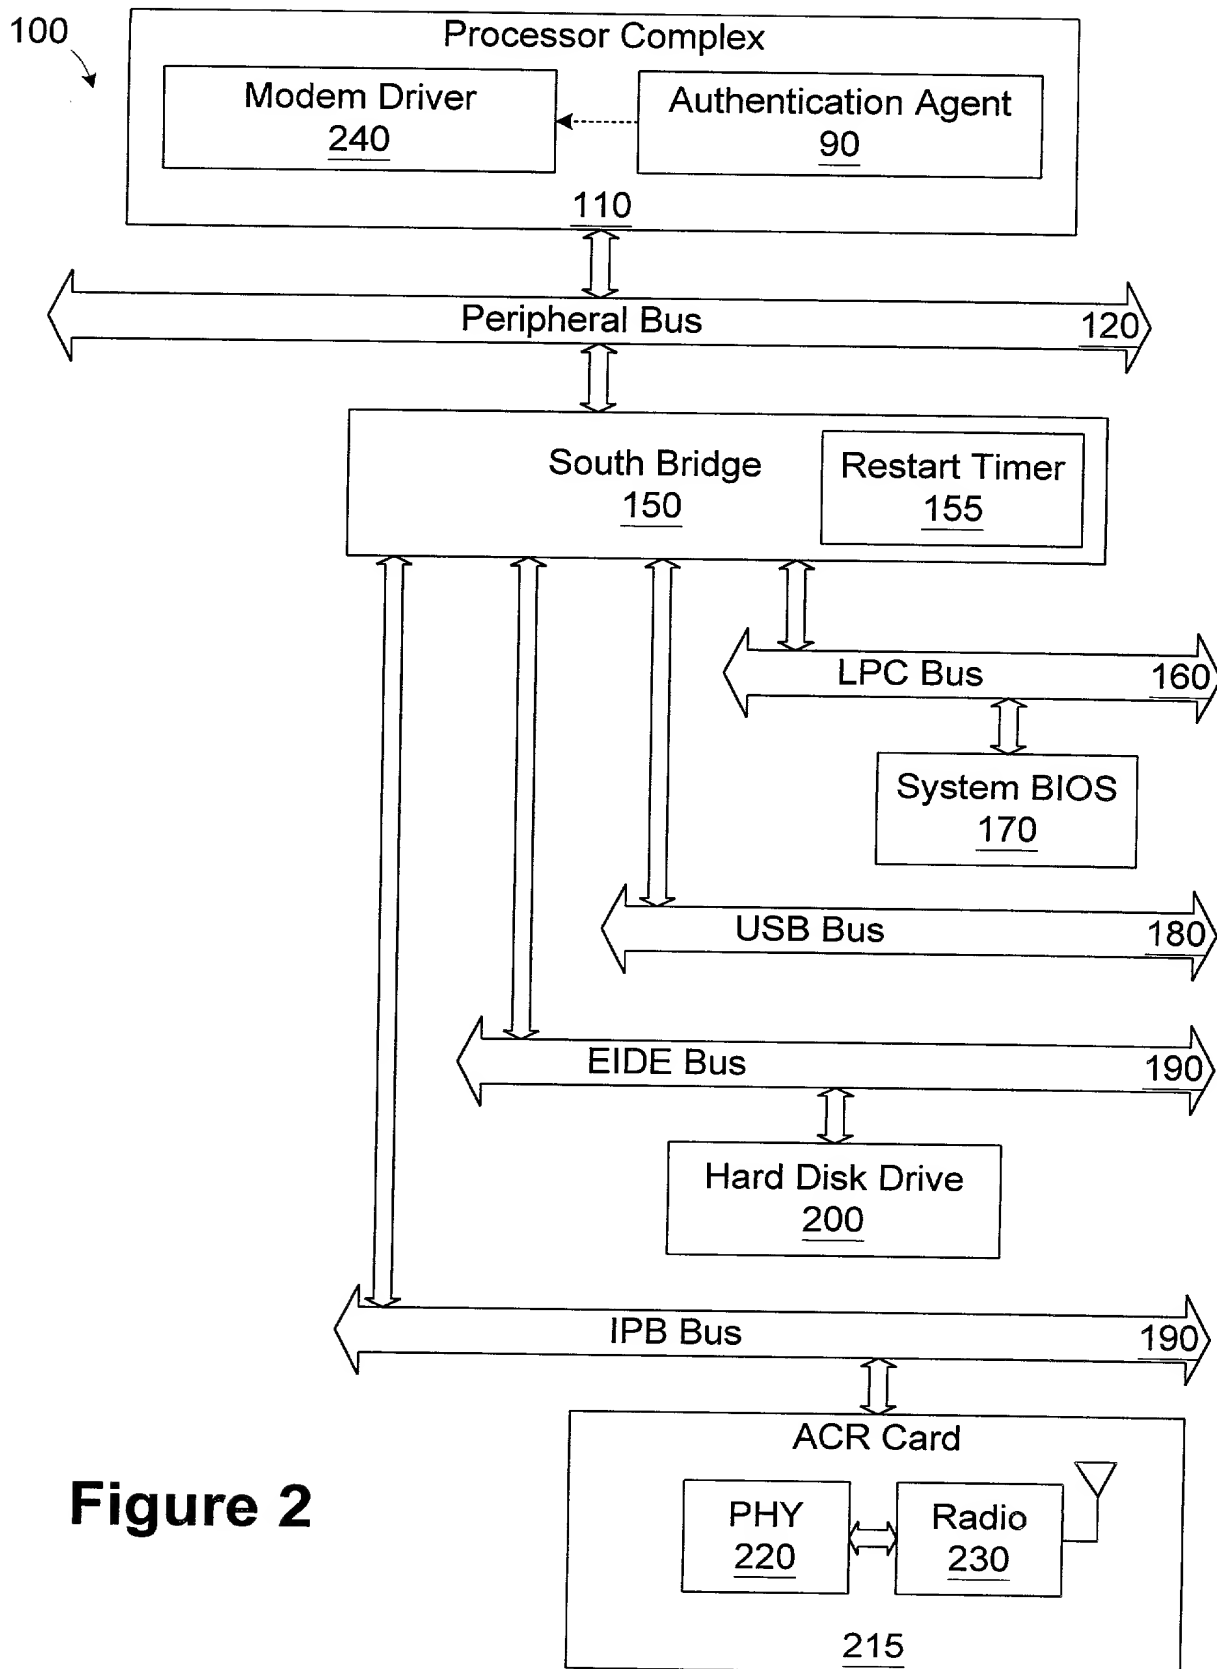 100
Processor Complex
Modem Driver
240
Authentication Agent
90
110
Peripheral Bus
120
South Bridge
150
Restart Timer
155
LPC Bus
160
System BIOS
170
USB Bus
180
EIDE Bus
190
Hard Disk Drive
200
IPB Bus
190
ACR Card
PHY
220
Radio
230
215
Figure 2